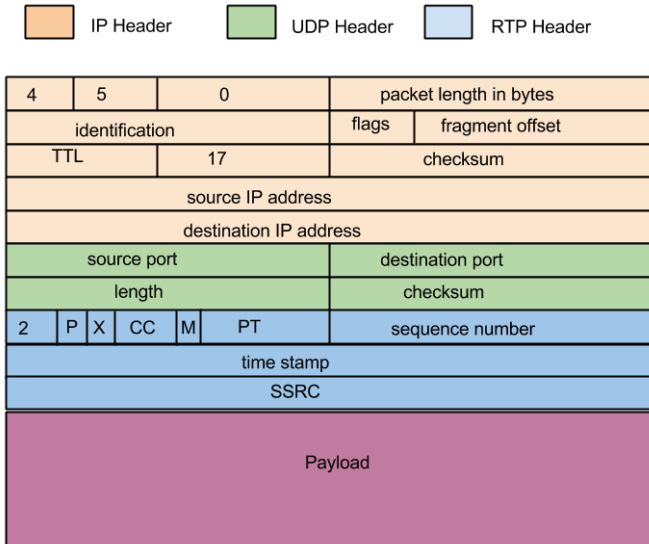 IP Header UDP Header RTP Header
4 5 0 packet length in bytes
identification flags fragment offset
TTL 17 checksum
source IP address
destination IP address
source port destination port
length checksum
2 P X CC M PT sequence number
time stamp
SSRC
Payload